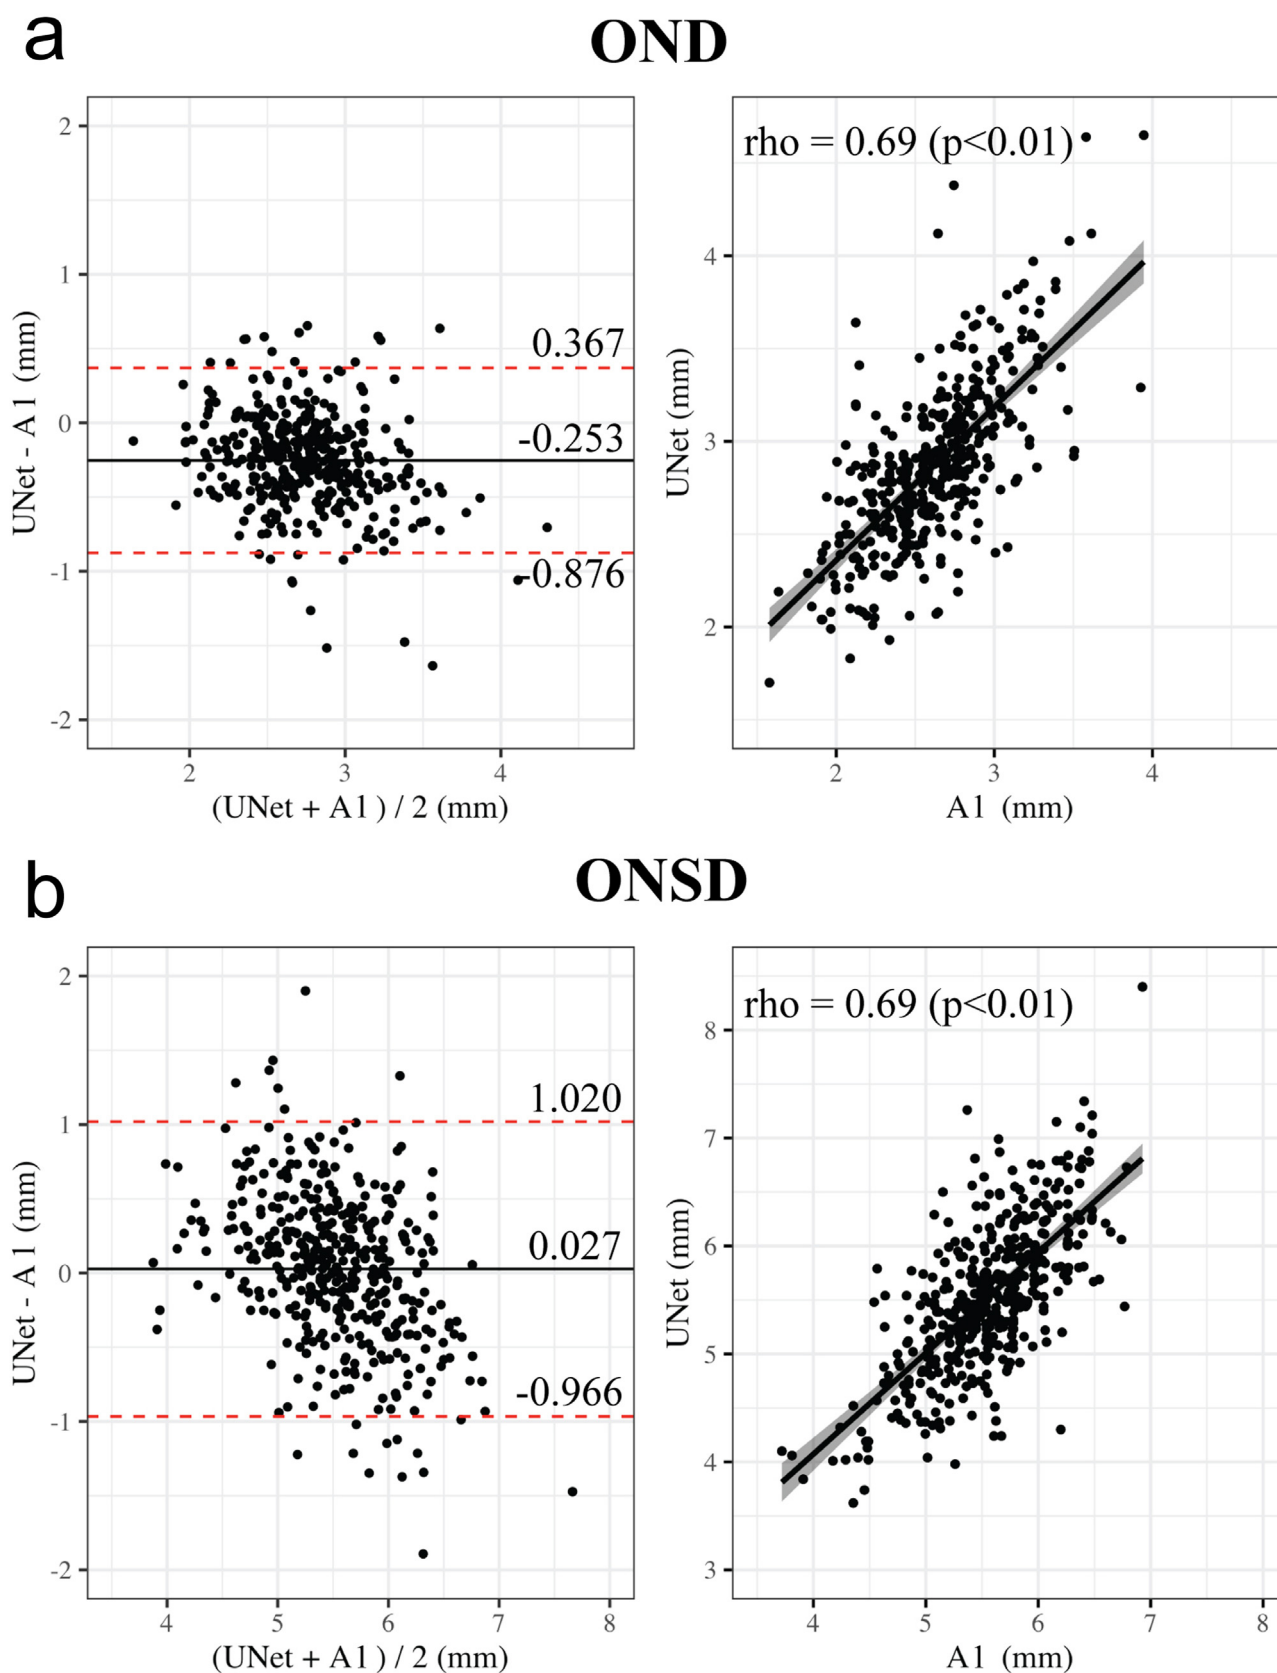 a
OND
2
1
0
-1
-2
UNet - A1 (mm)
0.367
-0.253
-0.876
2 3 4
(UNet + A1) / 2 (mm)
rho = 0.69 (p<0.01)
4
3
2
UNet (mm)
2 3 4
A1 (mm)
b
ONSD
2
1
0
-1
-2
UNet - A1 (mm)
1.020
0.027
-0.966
4 5 6 7 8
(UNet + A1) / 2 (mm)
rho = 0.69 (p<0.01)
8
7
6
5
4
3
UNet (mm)
4 5 6 7 8
A1 (mm)